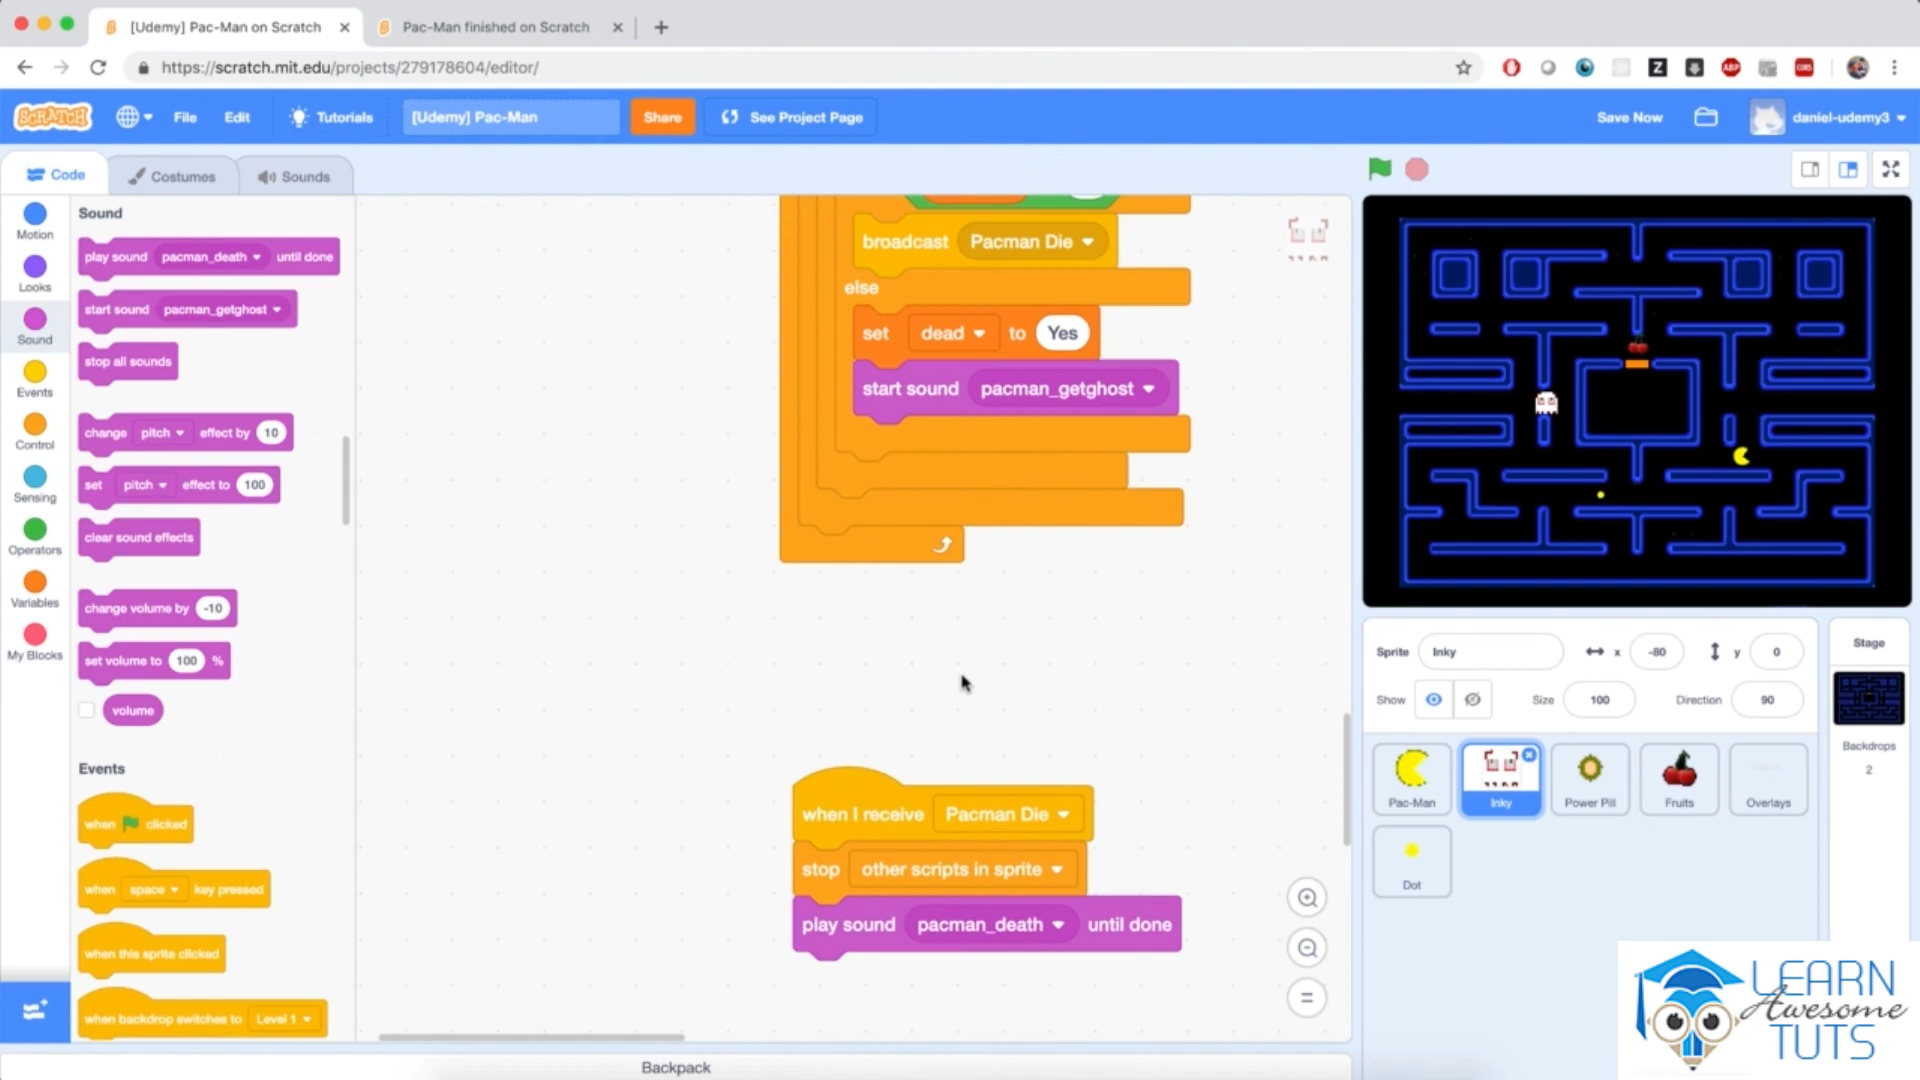 [Udemy] Pac-Man on Scratch
Pac-Man finished on Scratch
https://scratch.mit.edu/projects/279178604/editor/
Z
ABP
CORS
SCRATCH
File
Edit
Tutorials
[Udemy] Pac-Man
Share
See Project Page
Save Now
daniel-udemy3
Code
Costumes
Sounds
Motion
Looks
Sound
Events
Control
Sensing
Operators
Variables
My Blocks
Sound
play sound pacman_death until done
start sound pacman_getghost
stop all sounds
change pitch effect by 10
set pitch effect to 100
clear sound effects
change volume by -10
set volume to 100 %
volume
Events
when clicked
when space key pressed
when this sprite clicked
when backdrop switches to Level 1
broadcast Pacman Die
else
set dead to Yes
start sound pacman_getghost
when I receive Pacman Die
stop other scripts in sprite
play sound pacman_death until done
Backpack
Sprite Inky x -80 y 0
Show Size 100 Direction 90
Pac-Man
Inky
Power Pill
Fruits
Overlays
Dot
Stage
Backdrops
2
LEARN
Awesome
TUTS